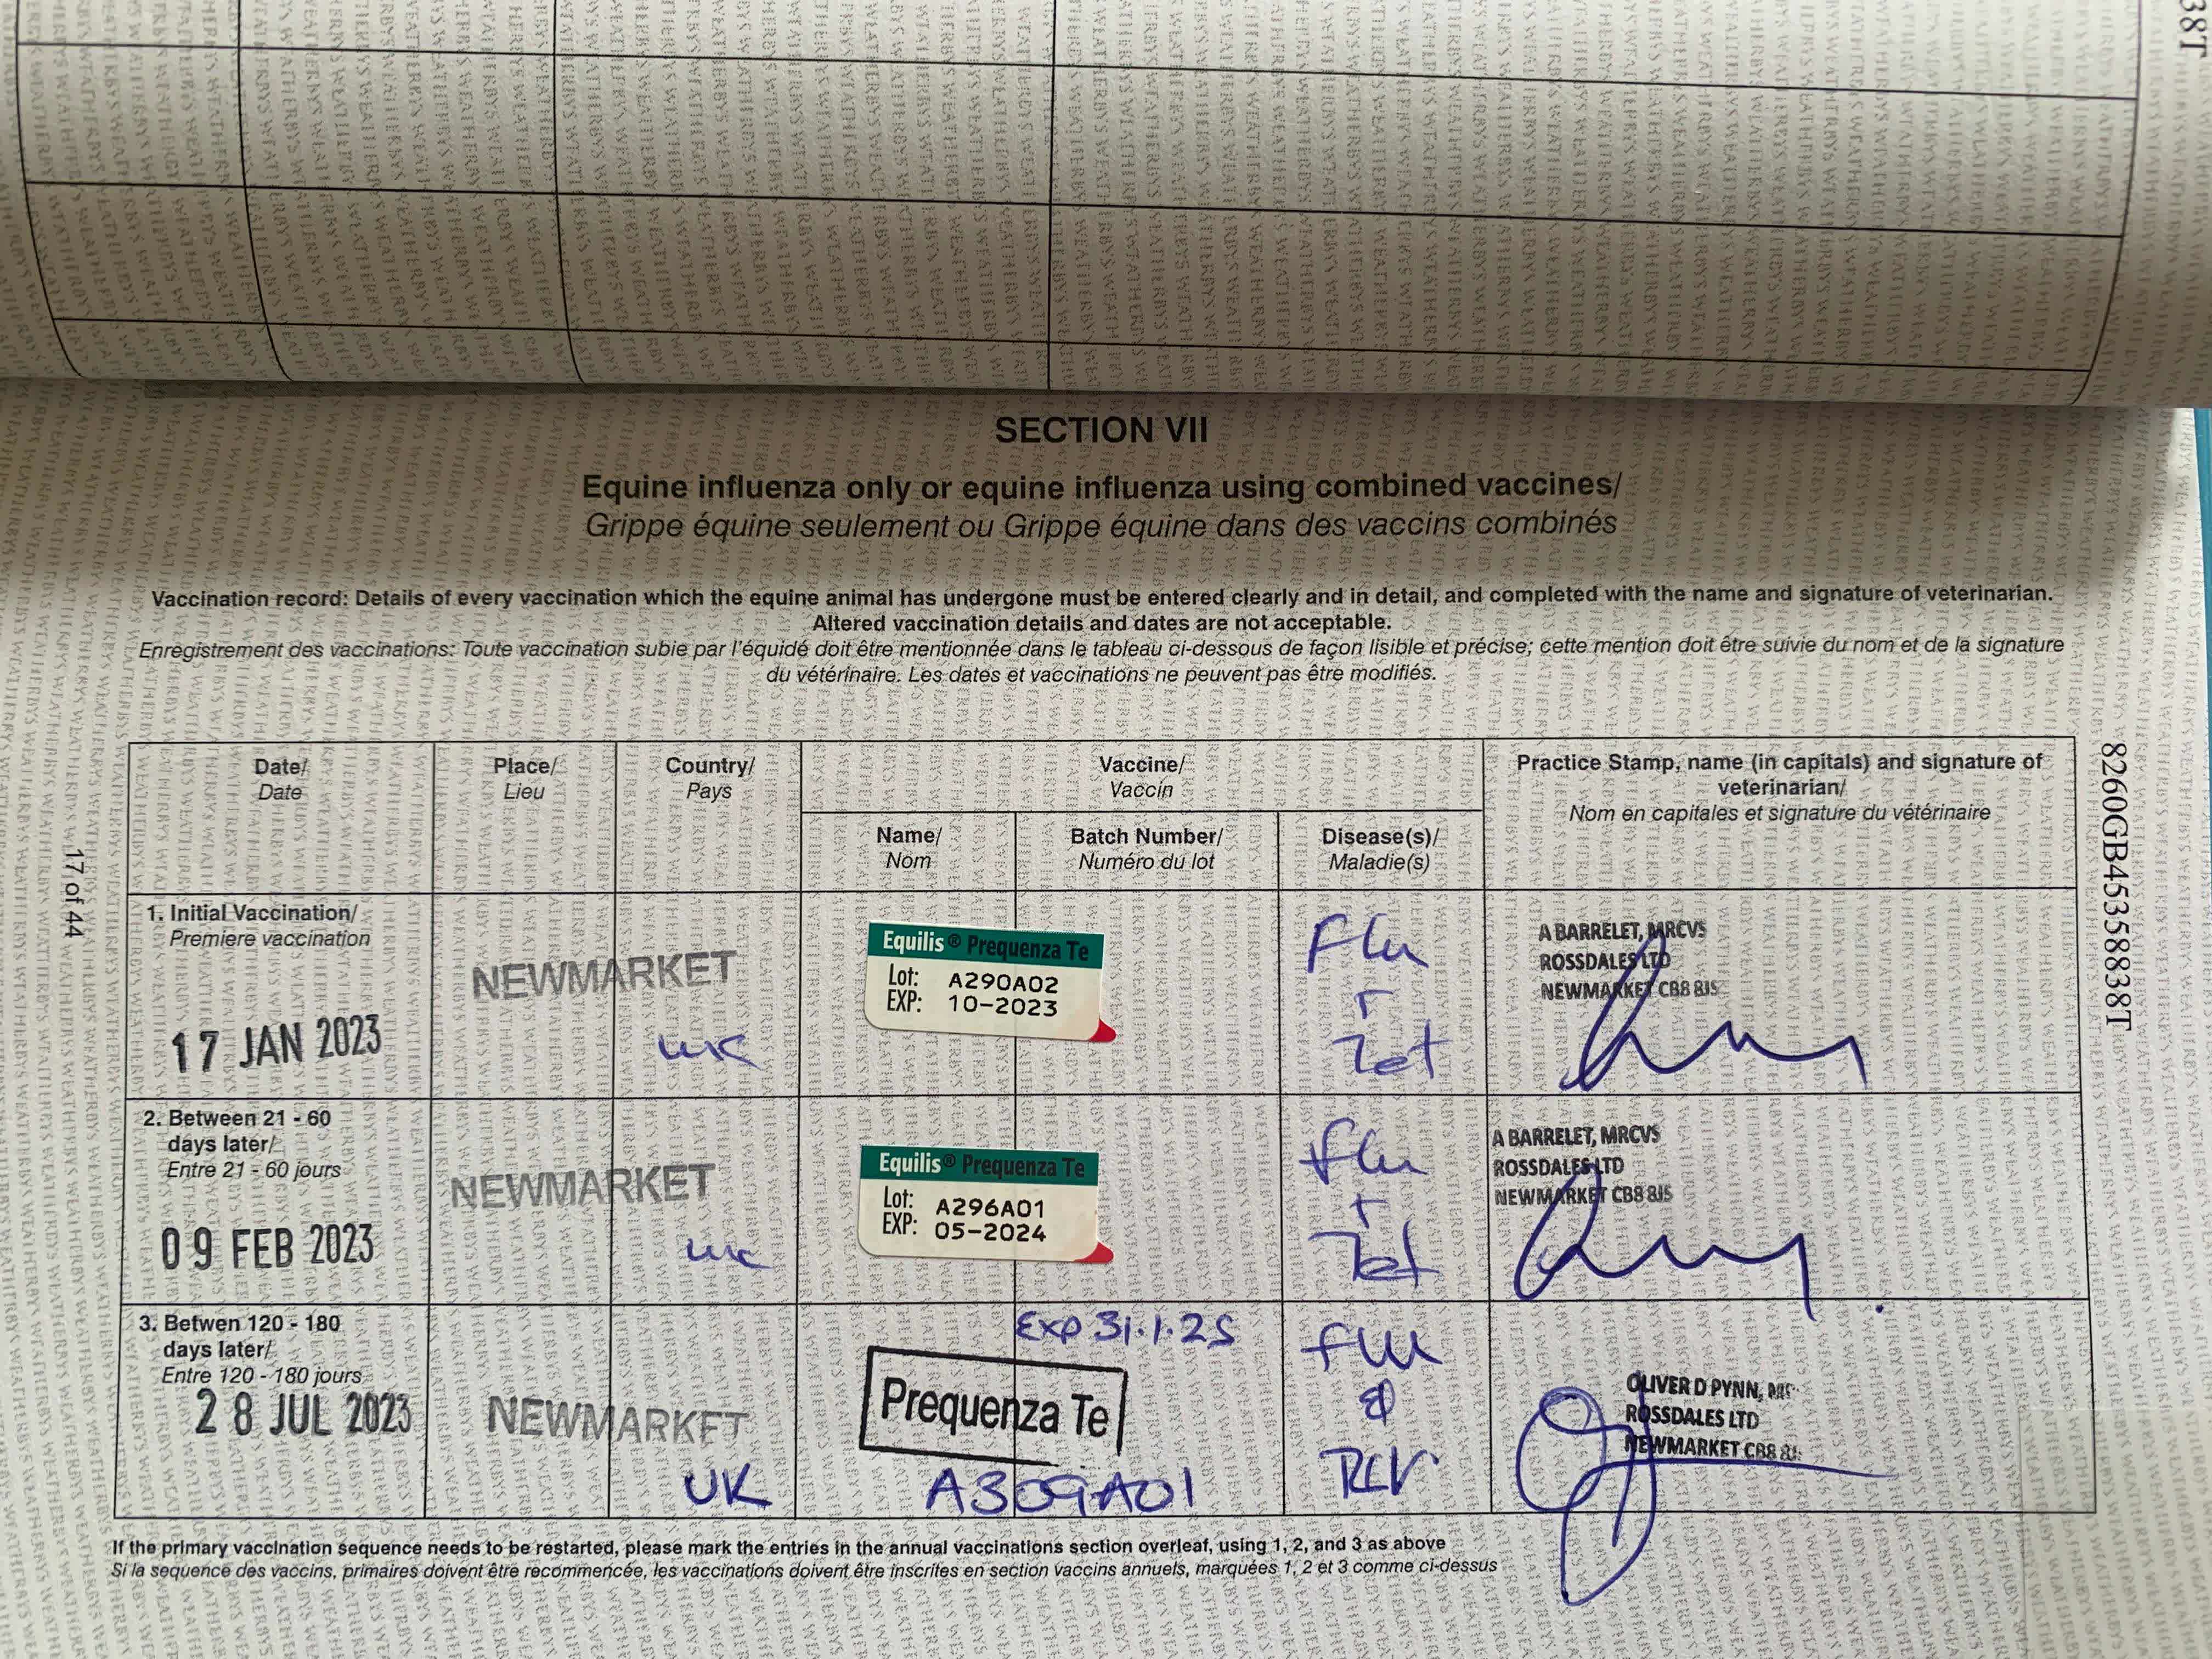 38T
SECTION VII
Equine influenza only or equine influenza using combined vaccines/
Grippe équine seulement ou Grippe équine dans des vaccins combinés
Vaccination record: Details of every vaccination which the equine animal has undergone must be entered clearly and in detail, and completed with the name and signature of veterinarian.
Altered vaccination details and dates are not acceptable.
Enregistrement des vaccinations: Toute vaccination subie par l'équidé doit être mentionnée dans le tableau ci-dessous de façon lisible et précise; cette mention doit être suivie du nom et de la signature
du vétérinaire. Les dates et vaccinations ne peuvent pas être modifiés.
Date/
Date
Place/
Lieu
Country/
Pays
Vaccine/
Vaccin
Name/
Nom
Batch Number/
Numéro du lot
Disease(s)/
Maladie(s)
Practice Stamp, name (in capitals) and signature of
veterinarian/
Nom en capitales et signature du vétérinaire
1. Initial Vaccination/
Premiere vaccination
17 JAN 2023
NEWMARKET
UK
Equilis® Prequenza Te
Lot: A290A02
EXP: 10-2023
Flu
+
Tet
A BARRELET, MRCVS
ROSSDALES LTD
NEWMARKET CB8 8JS
2. Between 21 - 60
days later/
Entre 21 - 60 jours
09 FEB 2023
NEWMARKET
UK
Equilis® Prequenza Te
Lot: A296A01
EXP: 05-2024
Flu
+
Tet
A BARRELET, MRCVS
ROSSDALES LTD
NEWMARKET CB8 8JS
3. Betwen 120 - 180
days later/
Entre 120 - 180 jours
28 JUL 2023
NEWMARKET
UK
Exp 31.1.25
Prequenza Te
A309A01
Flu
&
OLIVER D PYNN,
ROSSDALES LTD
NEWMARKET CB8
If the primary vaccination sequence needs to be restarted, please mark the entries in the annual vaccinations section overleaf, using 1, 2, and 3 as above
Si la sequence des vaccins, primaires doivent être recommencée, les vaccinations doivent être inscrites en section vaccins annuels, marquées 1, 2 et 3 comme ci-dessus
17 of 44
8260GB45358838T